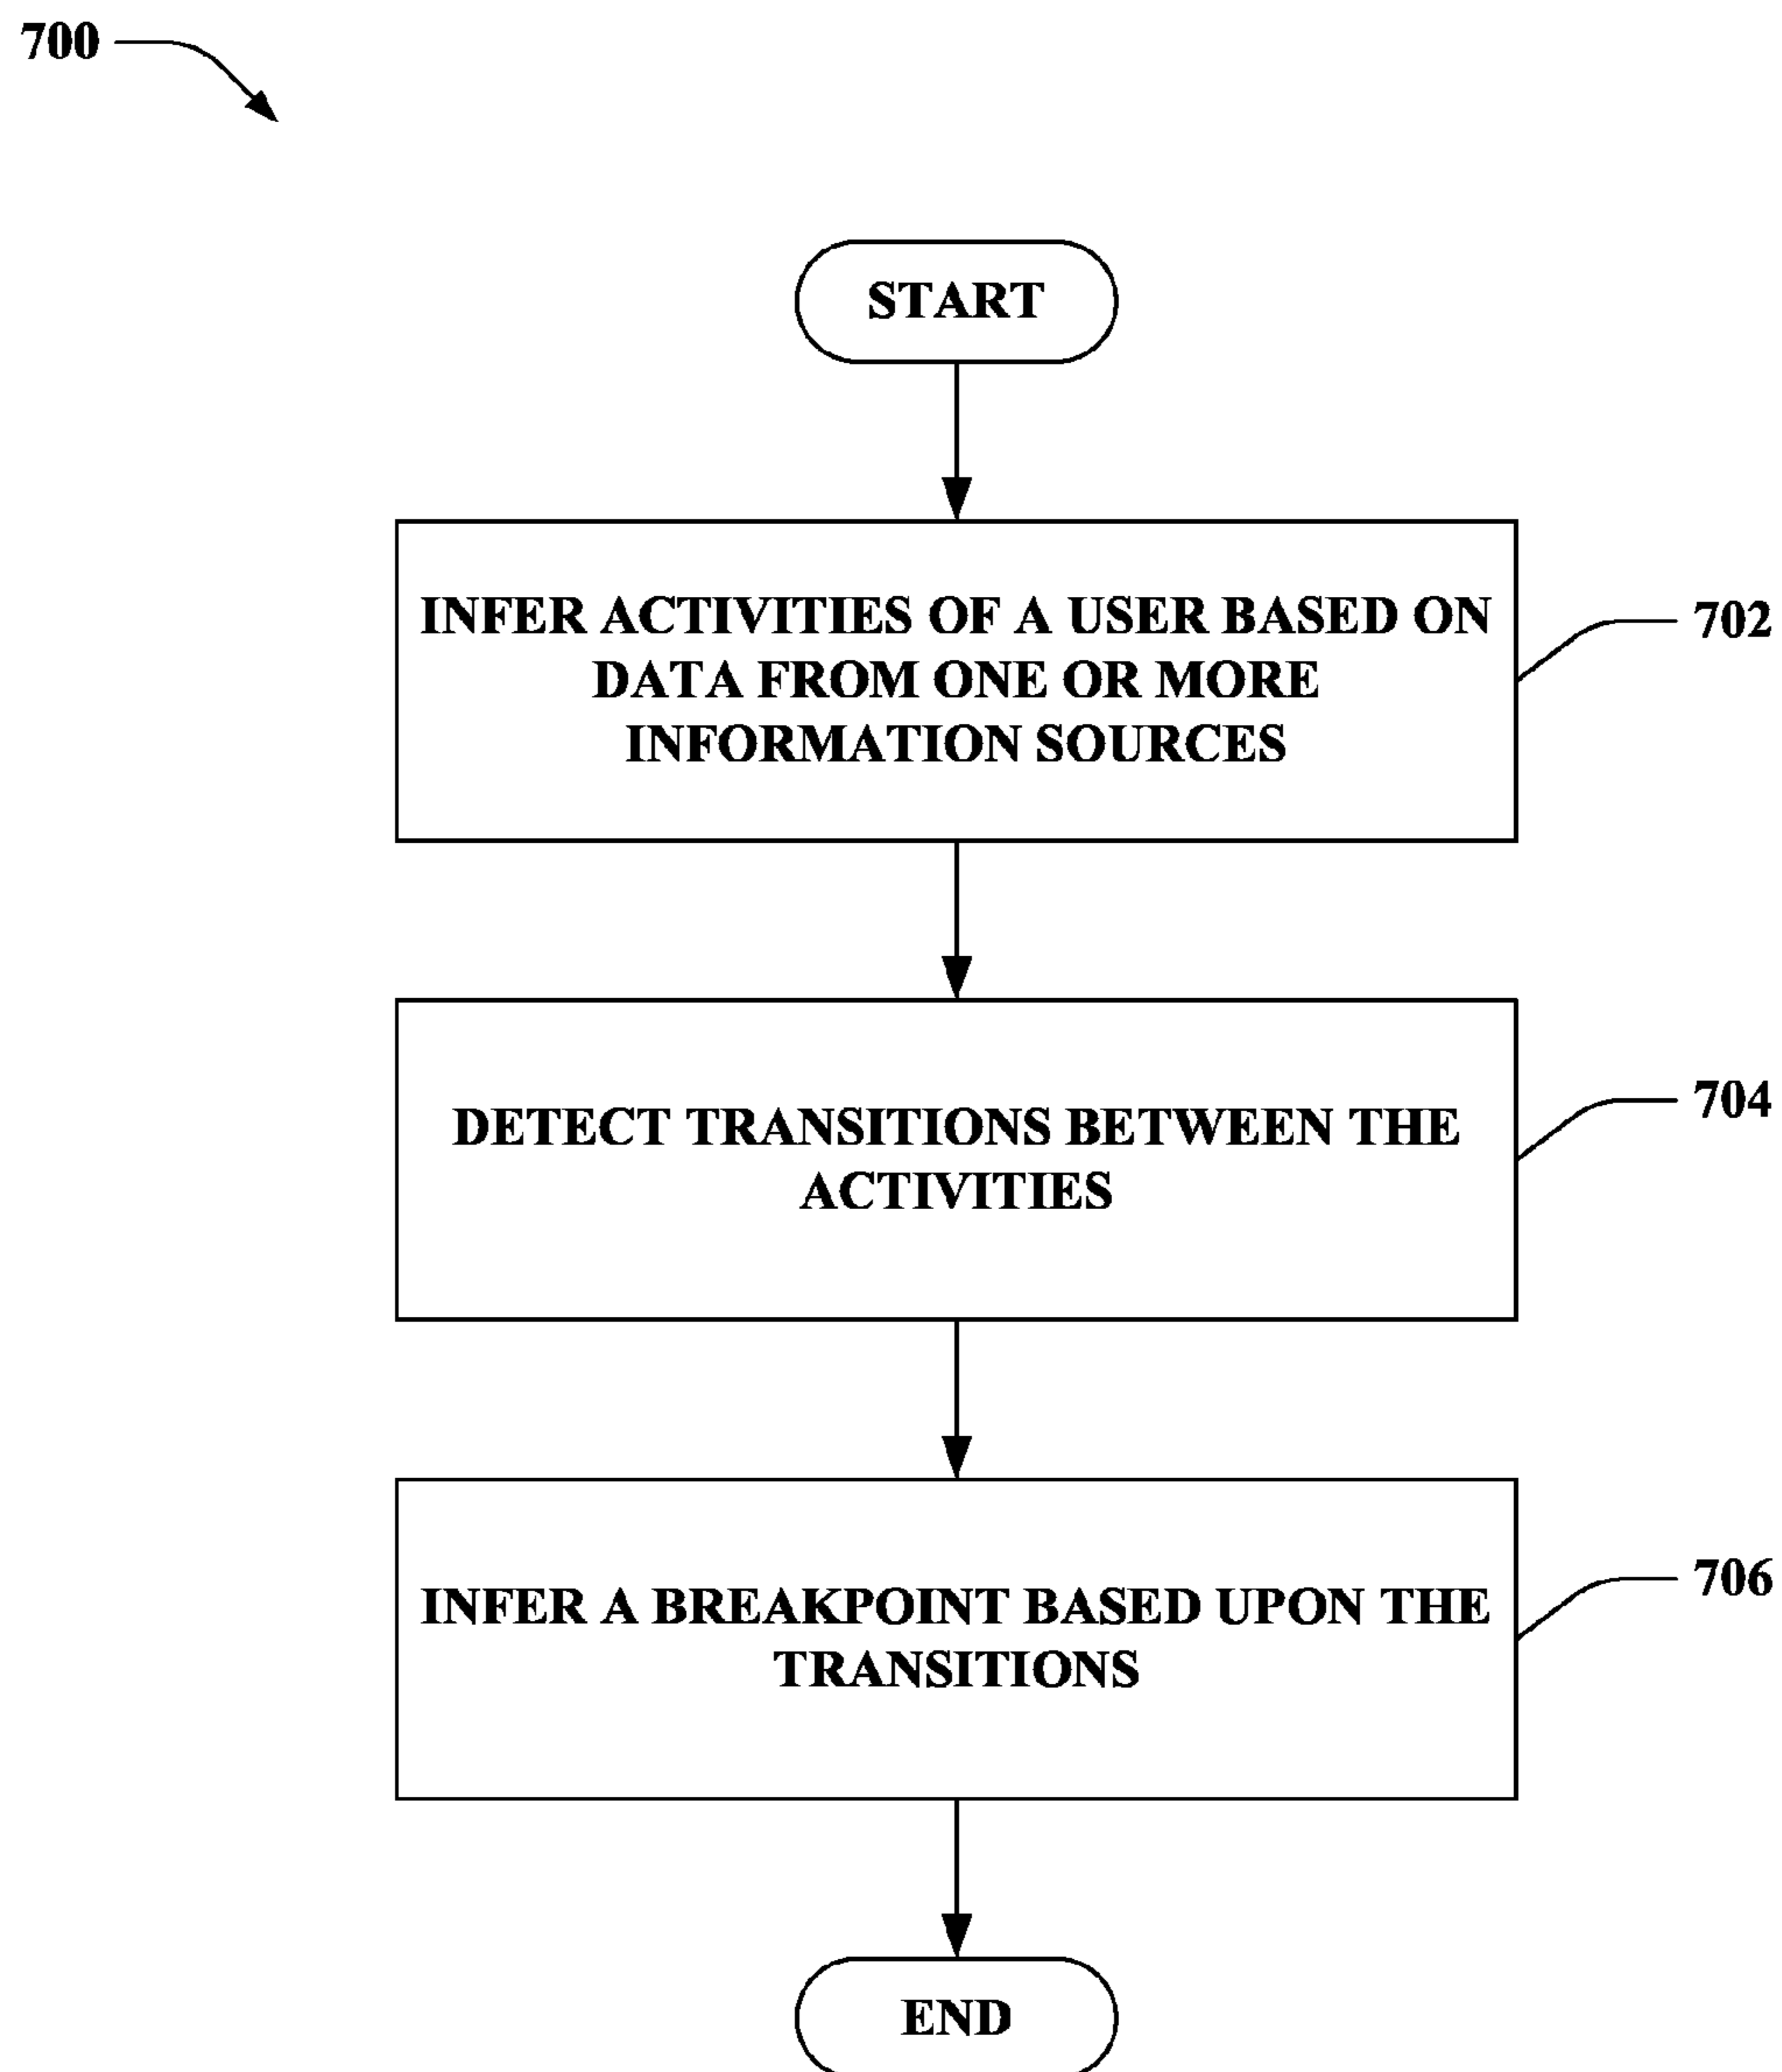 700
START
INFER ACTIVITIES OF A USER BASED ON
DATA FROM ONE OR MORE
INFORMATION SOURCES
702
DETECT TRANSITIONS BETWEEN THE
ACTIVITIES
704
INFER A BREAKPOINT BASED UPON THE
TRANSITIONS
706
END